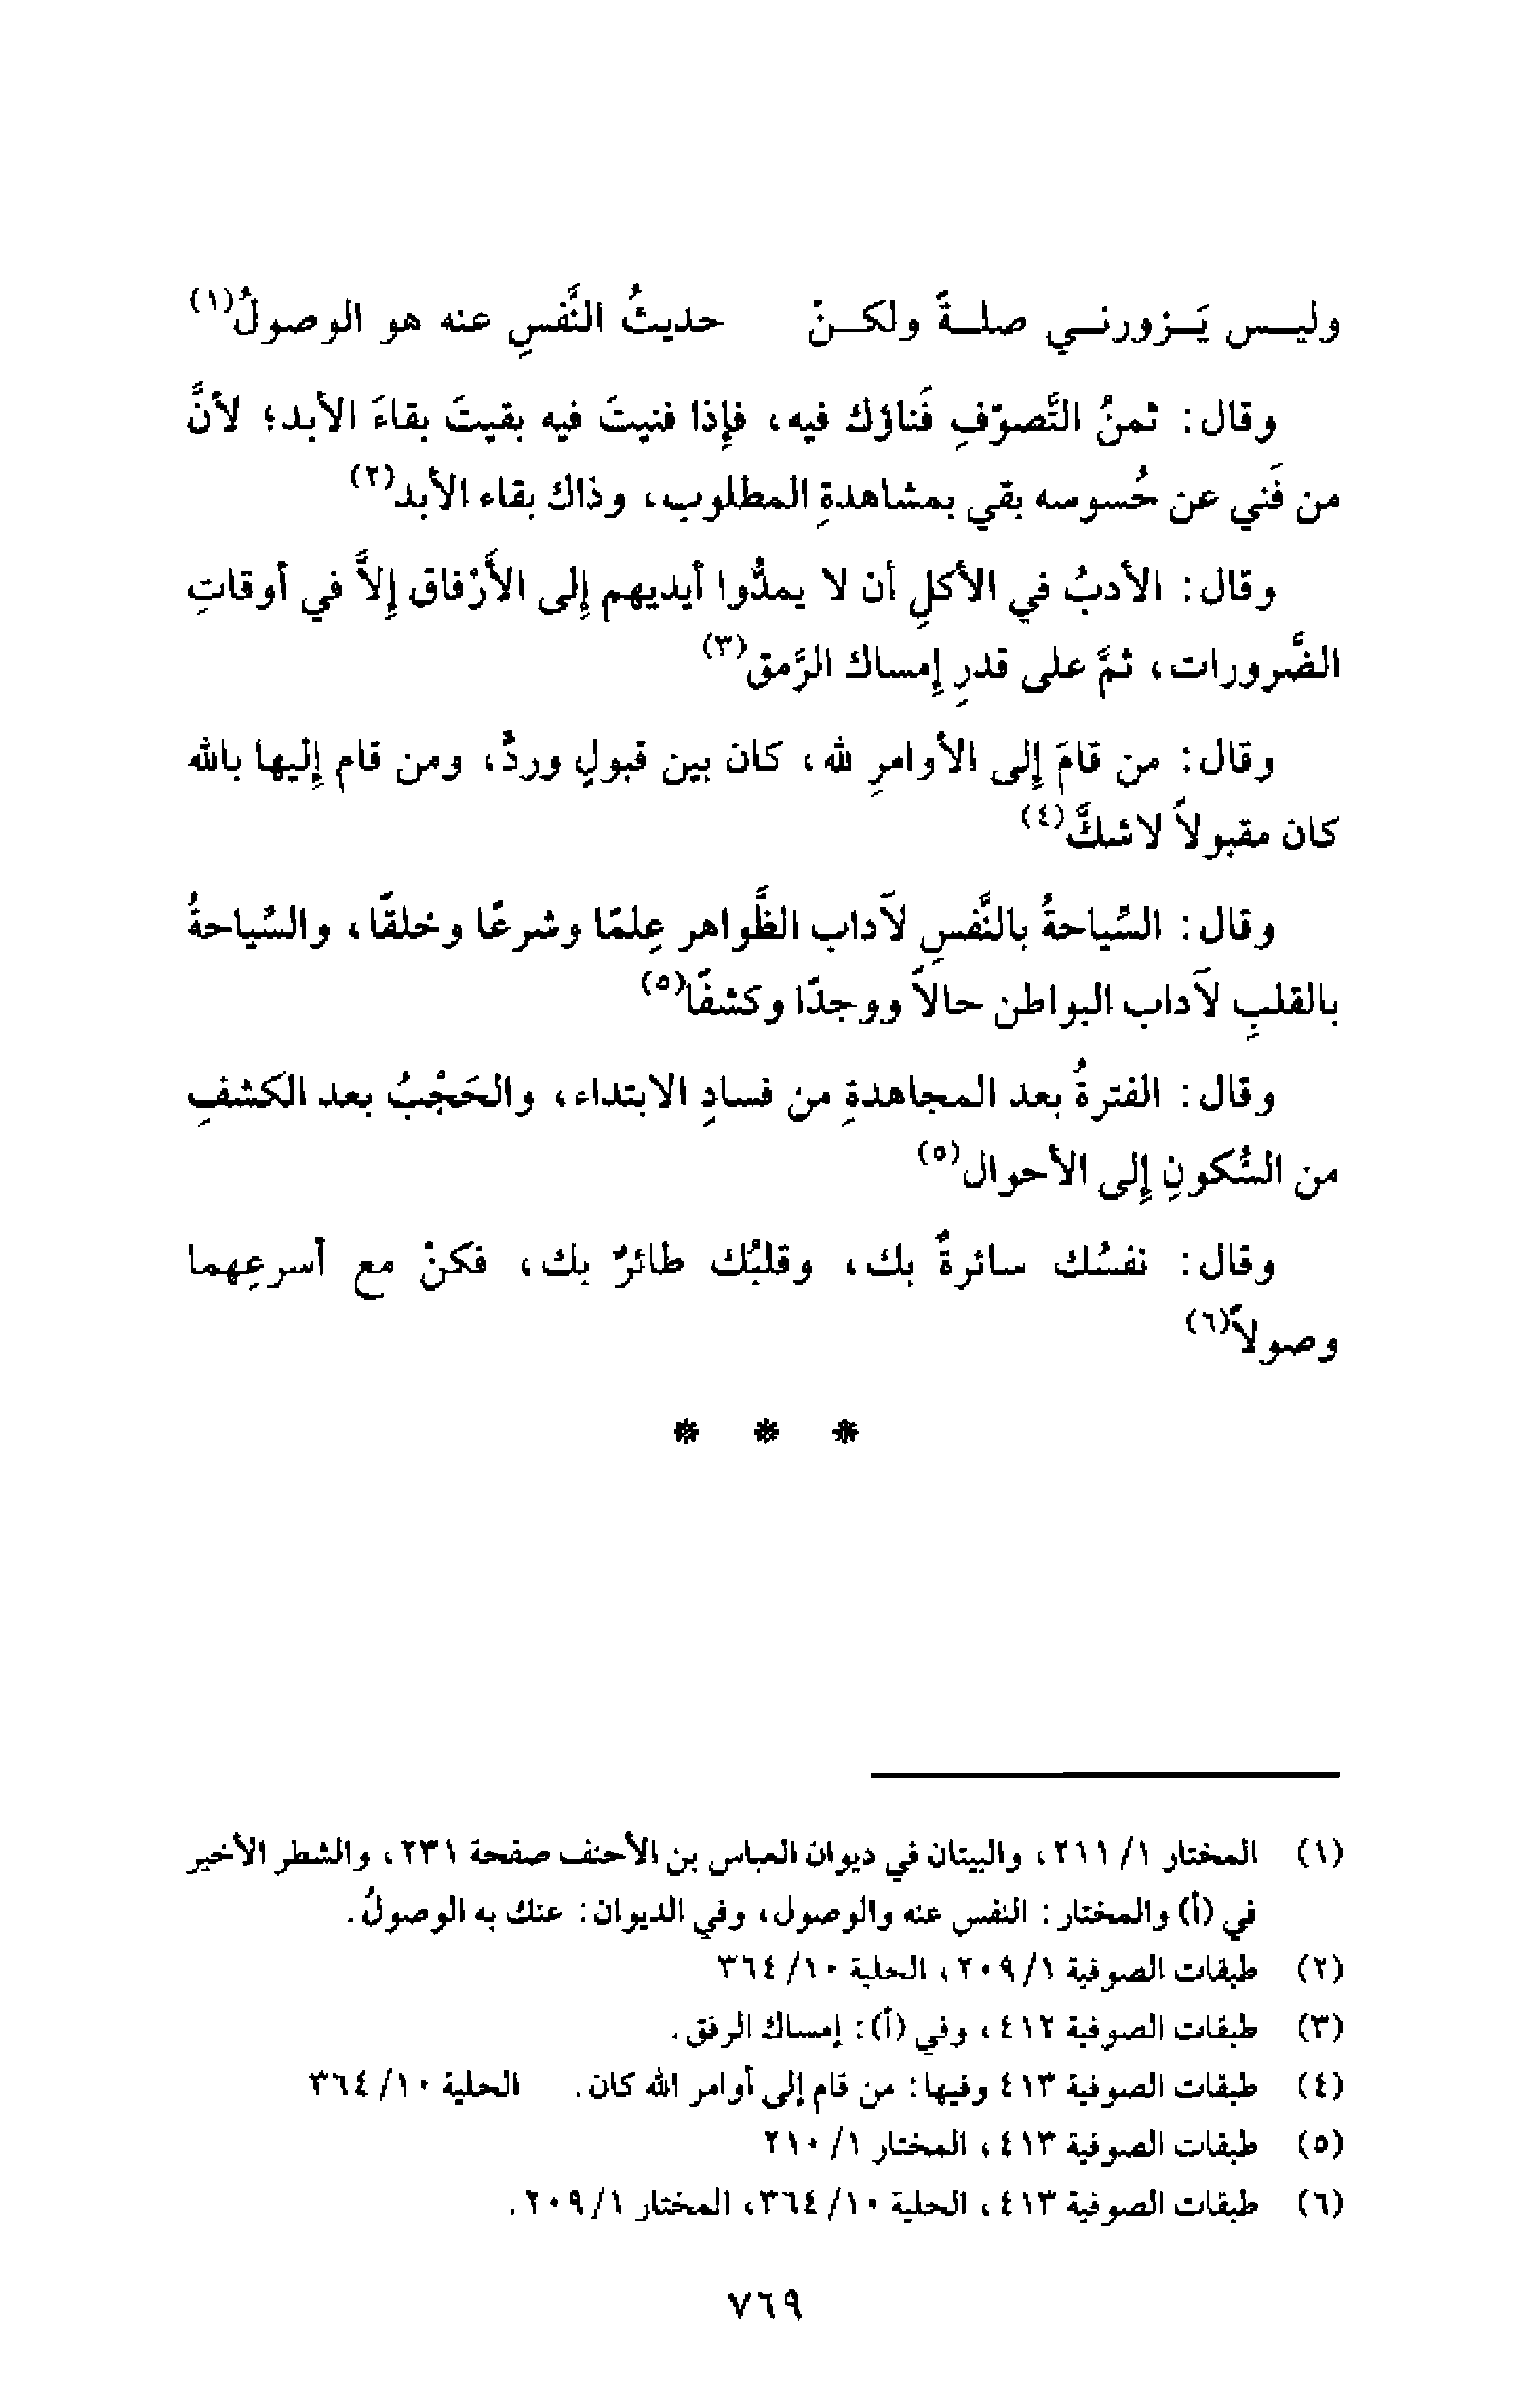 وليس يَزورني صلةً ولكنْ حديثُ النَّفسِ عنه هو الوصولُ(١)
وقال: ثمنُ التَّصوّفِ فَناؤك فيه، فإذا فنيتَ فيه بقيتَ بقاءَ الأبد؛ لأنَّ
من فَني عن حُسوسه بقي بمشاهدةِ المطلوب، وذاك بقاء الأبد(٢)
وقال: الأدبُ في الأكلِ أن لا يمدُّوا أيديهم إلى الأَرْفاق إلاَّ في أوقاتِ
الضَّرورات، ثمَّ على قدرِ إمساك الرَّمق(٣)
وقال: من قامَ إلى الأوامرِ لله، كان بين قبولٍ وردٍّ، ومن قام إليها بالله
كان مقبولاً لاشكَّ(٤)
وقال: السِّياحةُ بالنَّفسِ لآداب الظَّواهر عِلمًا وشرعًا وخلقًا، والسِّياحةُ
بالقلبِ لآداب البواطن حالاً ووجدًا وكشفًا(٥)
وقال: الفترةُ بعد المجاهدةِ من فسادِ الابتداء، والحَجْبُ بعد الكشفِ
من السُّكونِ إلى الأحوال(٥)
وقال: نفسُك سائرةٌ بك، وقلبُك طائرٌ بك، فكنْ مع أسرعِهما
وصولاً(٦)
* * *
(١) المختار ١/ ٢١١، والبيتان في ديوان العباس بن الأحنف صفحة ٢٣١، والشطر الأخير
في (أ) والمختار: النفس عنه والوصول، وفي الديوان: عنك به الوصولُ.
(٢) طبقات الصوفية ١/ ٢٠٩، الحلية ١٠/ ٣٦٤
(٣) طبقات الصوفية ٤١٢، وفي (أ): إمساك الرفق.
(٤) طبقات الصوفية ٤١٣ وفيها: من قام إلى أوامر الله كان. الحلية ١٠/ ٣٦٤
(٥) طبقات الصوفية ٤١٣، المختار ١/ ٢١٠
(٦) طبقات الصوفية ٤١٣، الحلية ١٠/ ٣٦٤، المختار ١/ ٢٠٩.
٧٦٩